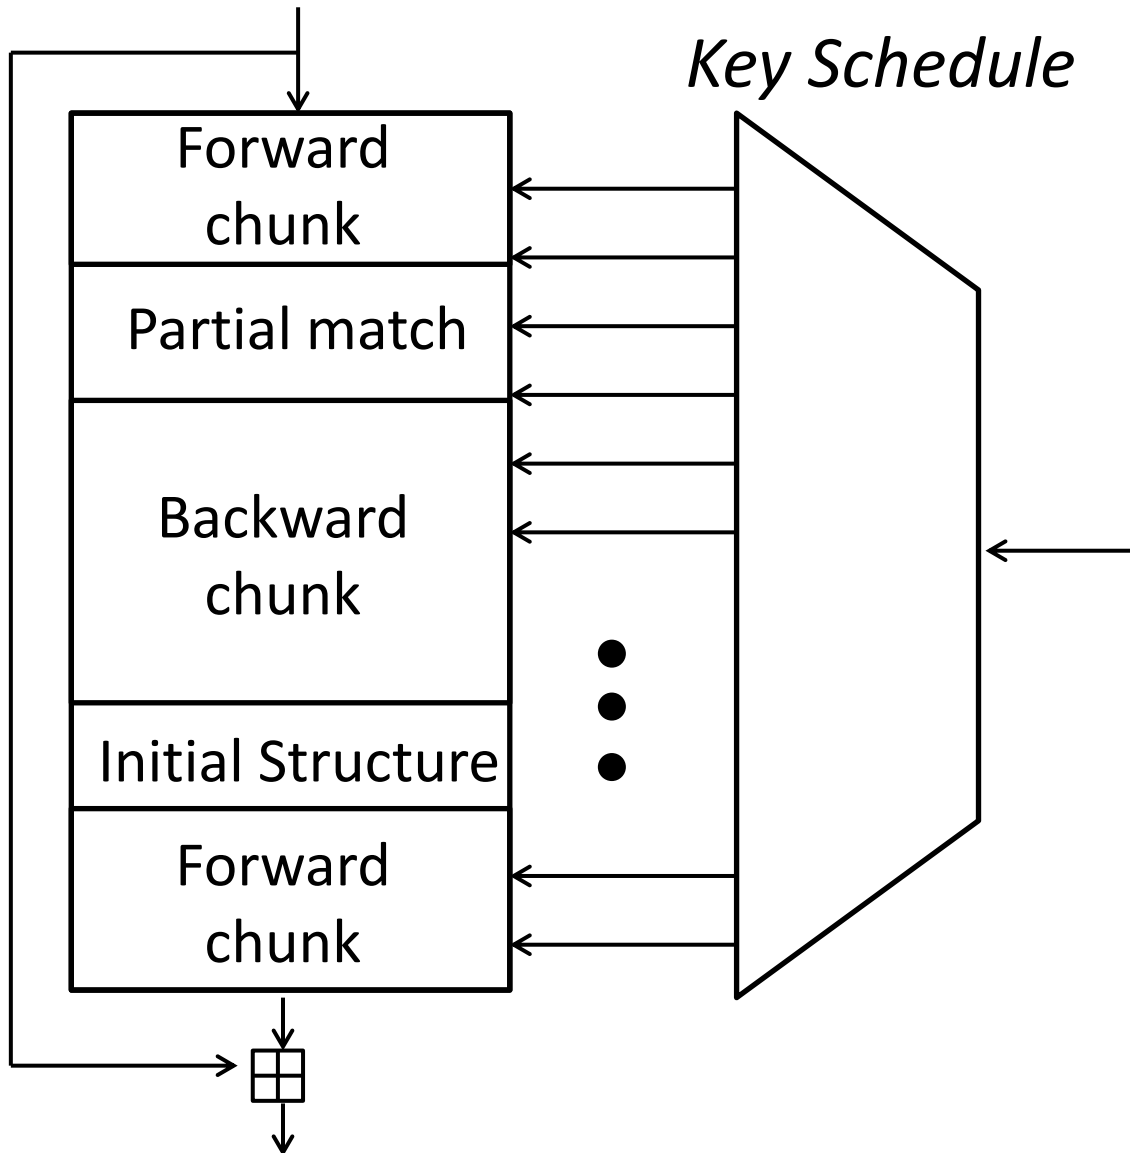 Key Schedule
Forward
chunk
Partial match
Backward
chunk
Initial Structure
Forward
chunk